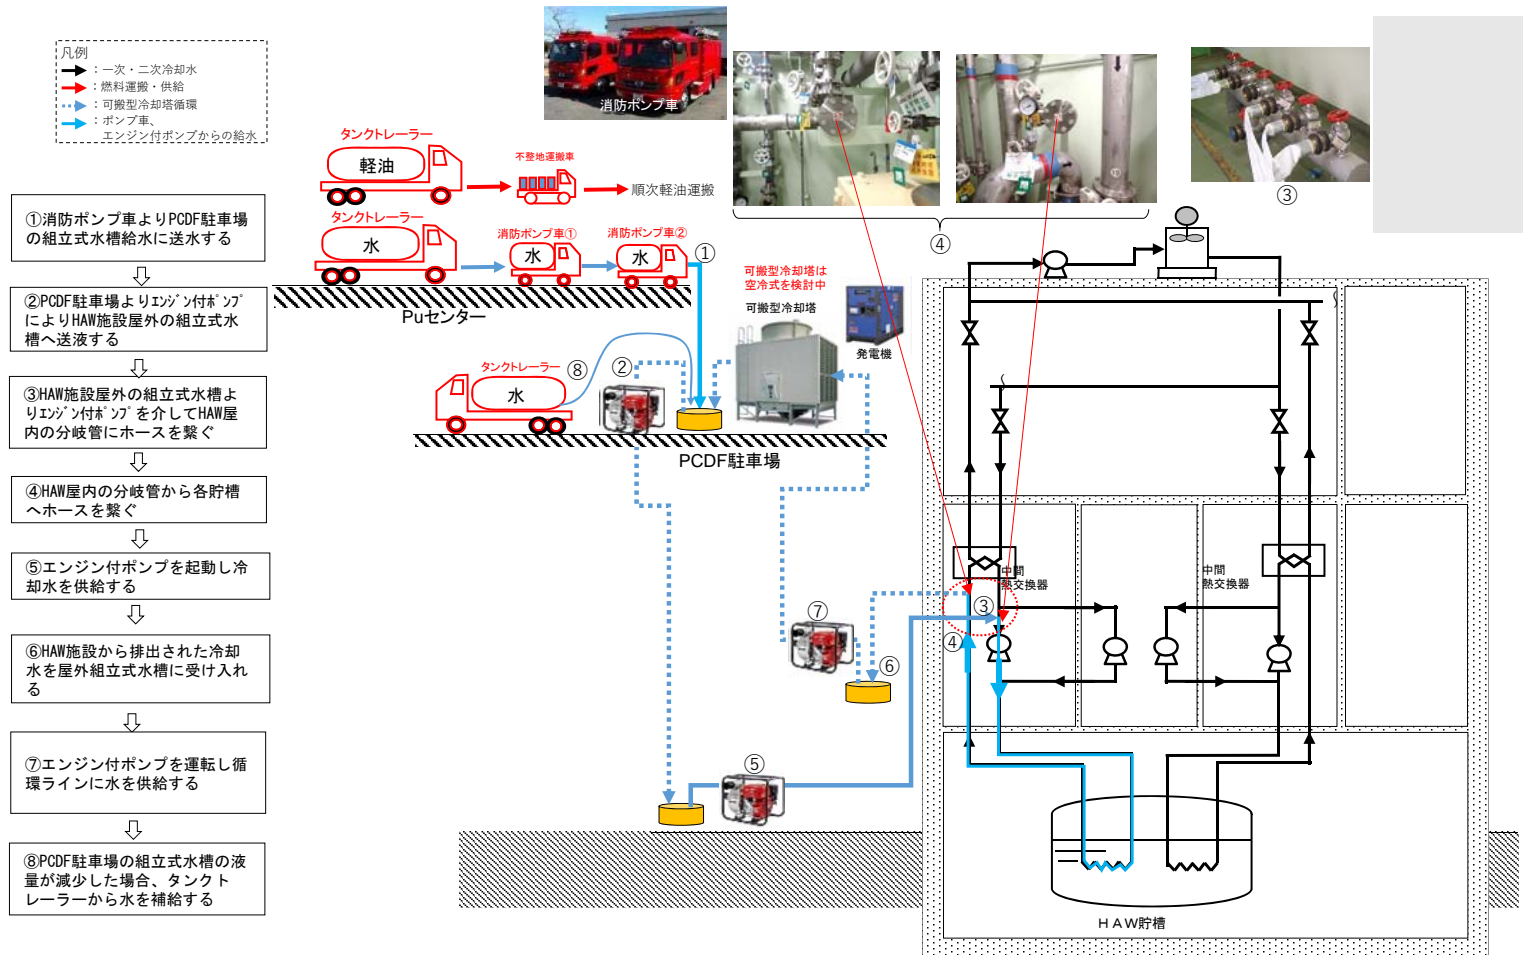 凡例
：一次・二次冷却水
：燃料運搬・供給
：可搬型冷却塔循環
：ポンプ車、
エンジン付ポンプからの給水
①消防ポンプ車よりPCDF駐車場
の組立式水槽給水に送水する
②PCDF駐車場よりエンジン付ポンプ
によりHAW施設屋外の組立式水
槽へ送液する
③HAW施設屋外の組立式水槽よ
りエンジン付ポンプを介してHAW屋
内の分岐管にホースを繋ぐ
④HAW屋内の分岐管から各貯槽
へホースを繋ぐ
⑤エンジン付ポンプを起動し冷
却水を供給する
⑥HAW施設から排出された冷却
水を屋外組立式水槽に受け入れ
る
⑦エンジン付ポンプを運転し循
環ラインに水を供給する
⑧PCDF駐車場の組立式水槽の液
量が減少した場合、タンクト
レーラーから水を補給する
消防ポンプ車
タンクトレーラー
軽油
不整地運搬車
順次軽油運搬
タンクトレーラー
水
消防ポンプ車①
水
消防ポンプ車②
水
①
Puセンター
タンクトレーラー
水
⑧
②
可搬型冷却塔は
空冷式を検討中
可搬型冷却塔
発電機
PCDF駐車場
④
③
中間
熱交換器
中間
熱交換器
③
④
⑦
⑥
⑤
ＨＡＷ貯槽